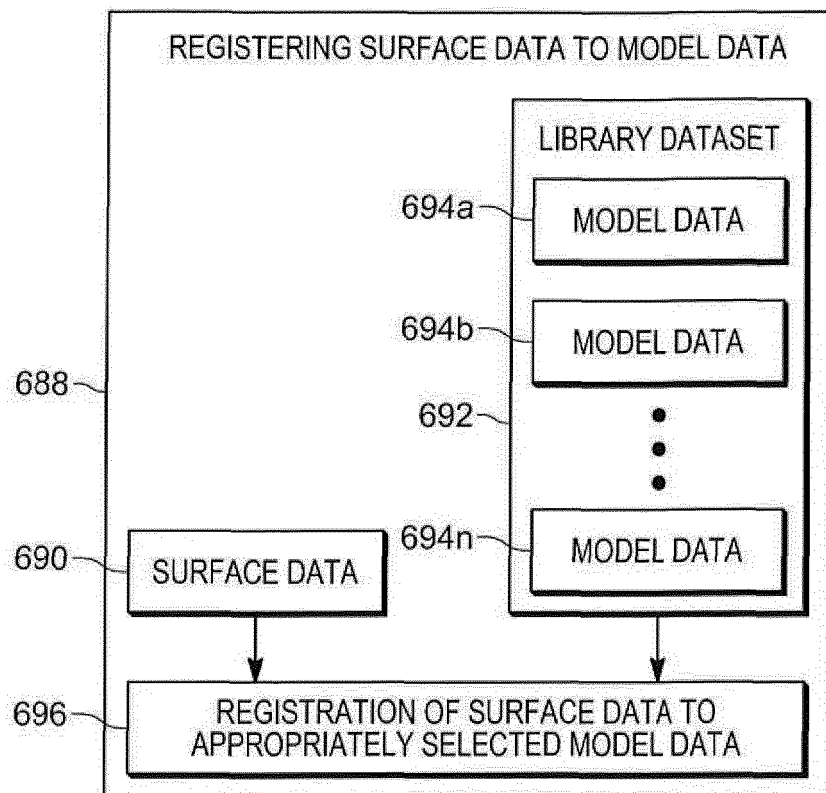 REGISTERING SURFACE DATA TO MODEL DATA
LIBRARY DATASET
694a
MODEL DATA
694b
MODEL DATA
688
692
694n
MODEL DATA
690
SURFACE DATA
696
REGISTRATION OF SURFACE DATA TO
APPROPRIATELY SELECTED MODEL DATA